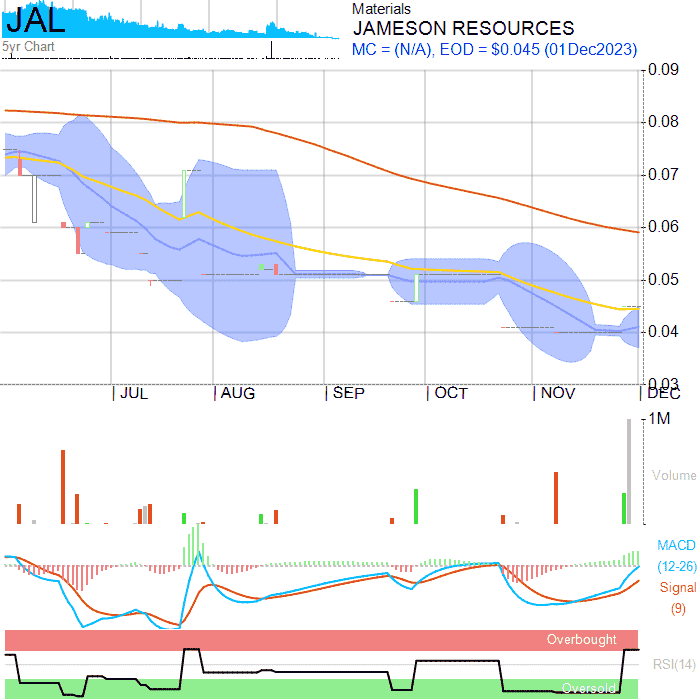 JAL
5yr Chart
Materials
JAMESON RESOURCES
MC = (N/A), EOD = $0.045 (01Dec2023)
0.09
0.08
0.07
0.06
0.05
0.04
0.03
JUL AUG SEP OCT NOV DEC
1M
Volume
MACD
(12-26)
Signal
(9)
Overbought
RSI(14)
Oversold